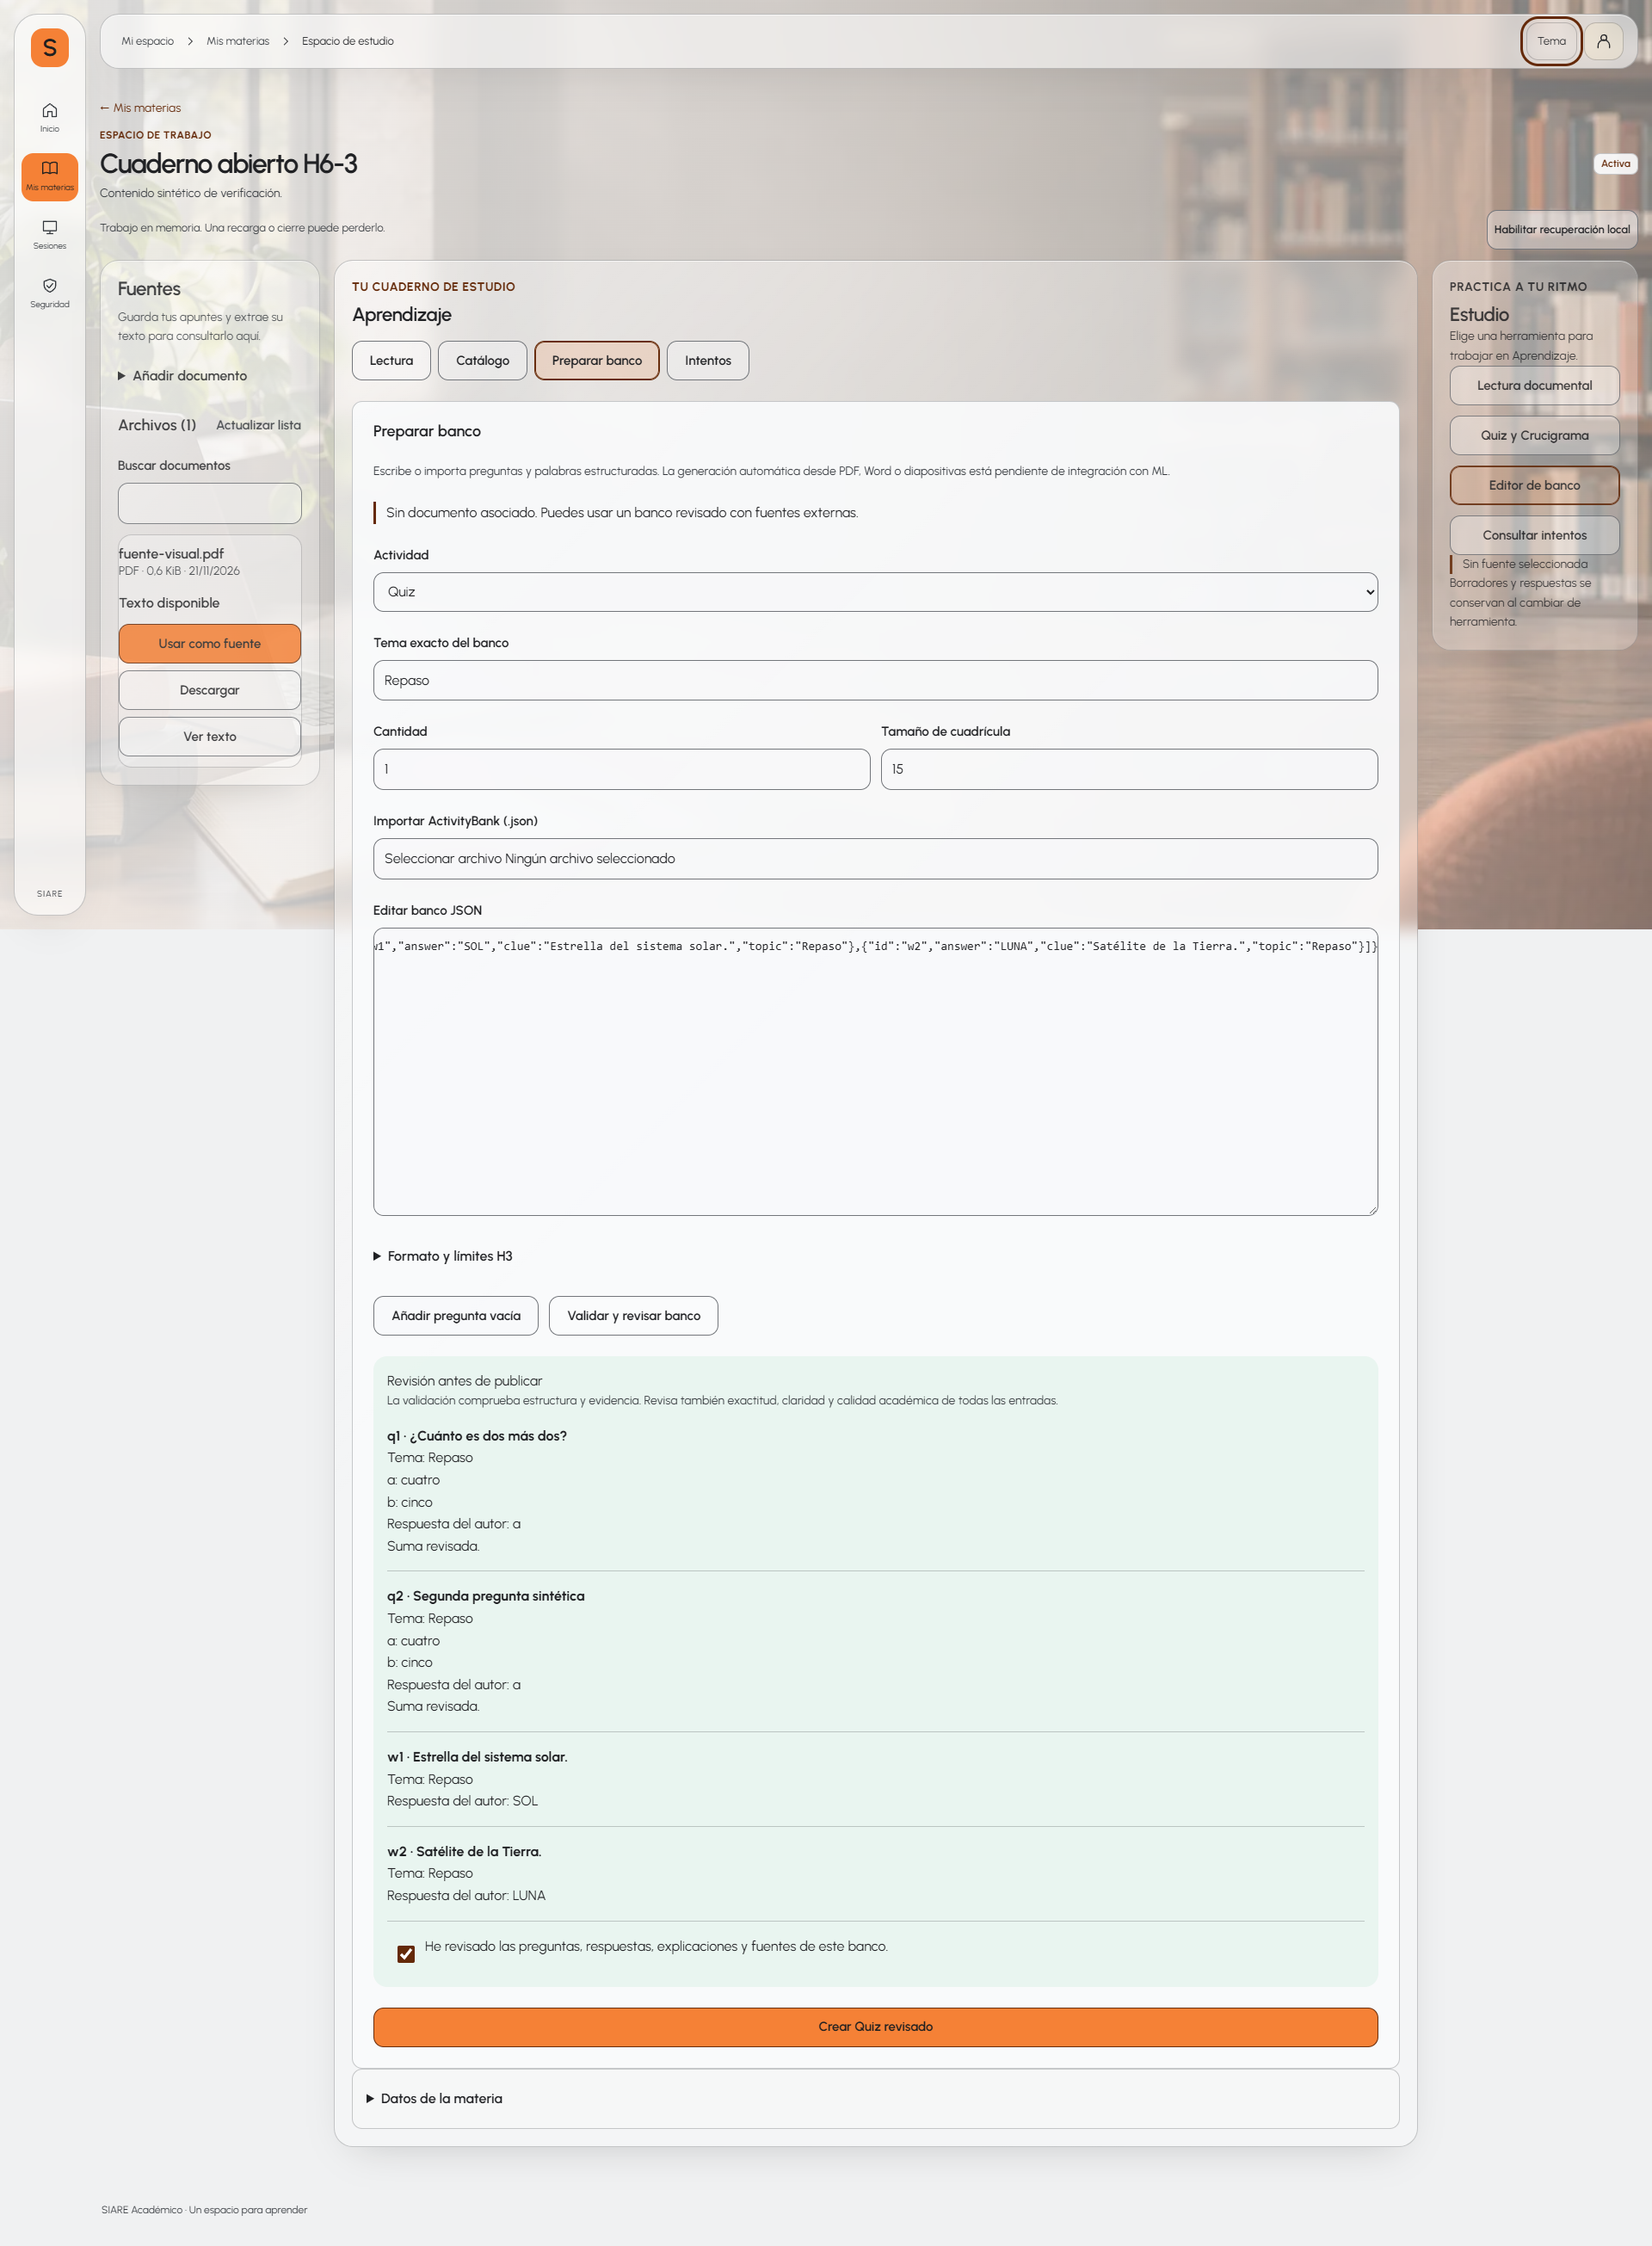 S
Inicio
Mis materias
Sesiones
Seguridad
SIARE
Mi espacio > Mis materias > Espacio de estudio
Tema
← Mis materias
ESPACIO DE TRABAJO
Cuaderno abierto H6-3
Activa
Contenido sintético de verificación.
Trabajo en memoria. Una recarga o cierre puede perderlo.
Habilitar recuperación local
Fuentes
Guarda tus apuntes y extrae su
texto para consultarlo aquí.
Añadir documento
Archivos (1) Actualizar lista
Buscar documentos
fuente-visual.pdf
PDF · 0,6 KiB · 21/11/2026
Texto disponible
Usar como fuente
Descargar
Ver texto
TU CUADERNO DE ESTUDIO
Aprendizaje
Lectura Catálogo Preparar banco Intentos
Preparar banco
Escribe o importa preguntas y palabras estructuradas. La generación automática desde PDF, Word o diapositivas está pendiente de integración con ML.
Sin documento asociado. Puedes usar un banco revisado con fuentes externas.
Actividad
Quiz
Tema exacto del banco
Repaso
Cantidad Tamaño de cuadrícula
1 15
Importar ActivityBank (.json)
Seleccionar archivo Ningún archivo seleccionado
Editar banco JSON
w1","answer":"SOL","clue":"Estrella del sistema solar.","topic":"Repaso"},{"id":"w2","answer":"LUNA","clue":"Satélite de la Tierra.","topic":"Repaso"}]}
Formato y límites H3
Añadir pregunta vacía Validar y revisar banco
Revisión antes de publicar
La validación comprueba estructura y evidencia. Revisa también exactitud, claridad y calidad académica de todas las entradas.
q1 · ¿Cuánto es dos más dos?
Tema: Repaso
a: cuatro
b: cinco
Respuesta del autor: a
Suma revisada.
q2 · Segunda pregunta sintética
Tema: Repaso
a: cuatro
b: cinco
Respuesta del autor: a
Suma revisada.
w1 · Estrella del sistema solar.
Tema: Repaso
Respuesta del autor: SOL
w2 · Satélite de la Tierra.
Tema: Repaso
Respuesta del autor: LUNA
He revisado las preguntas, respuestas, explicaciones y fuentes de este banco.
Crear Quiz revisado
Datos de la materia
PRACTICA A TU RITMO
Estudio
Elige una herramienta para
trabajar en Aprendizaje.
Lectura documental
Quiz y Crucigrama
Editor de banco
Consultar intentos
Sin fuente seleccionada
Borradores y respuestas se
conservan al cambiar de
herramienta.
SIARE Académico · Un espacio para aprender